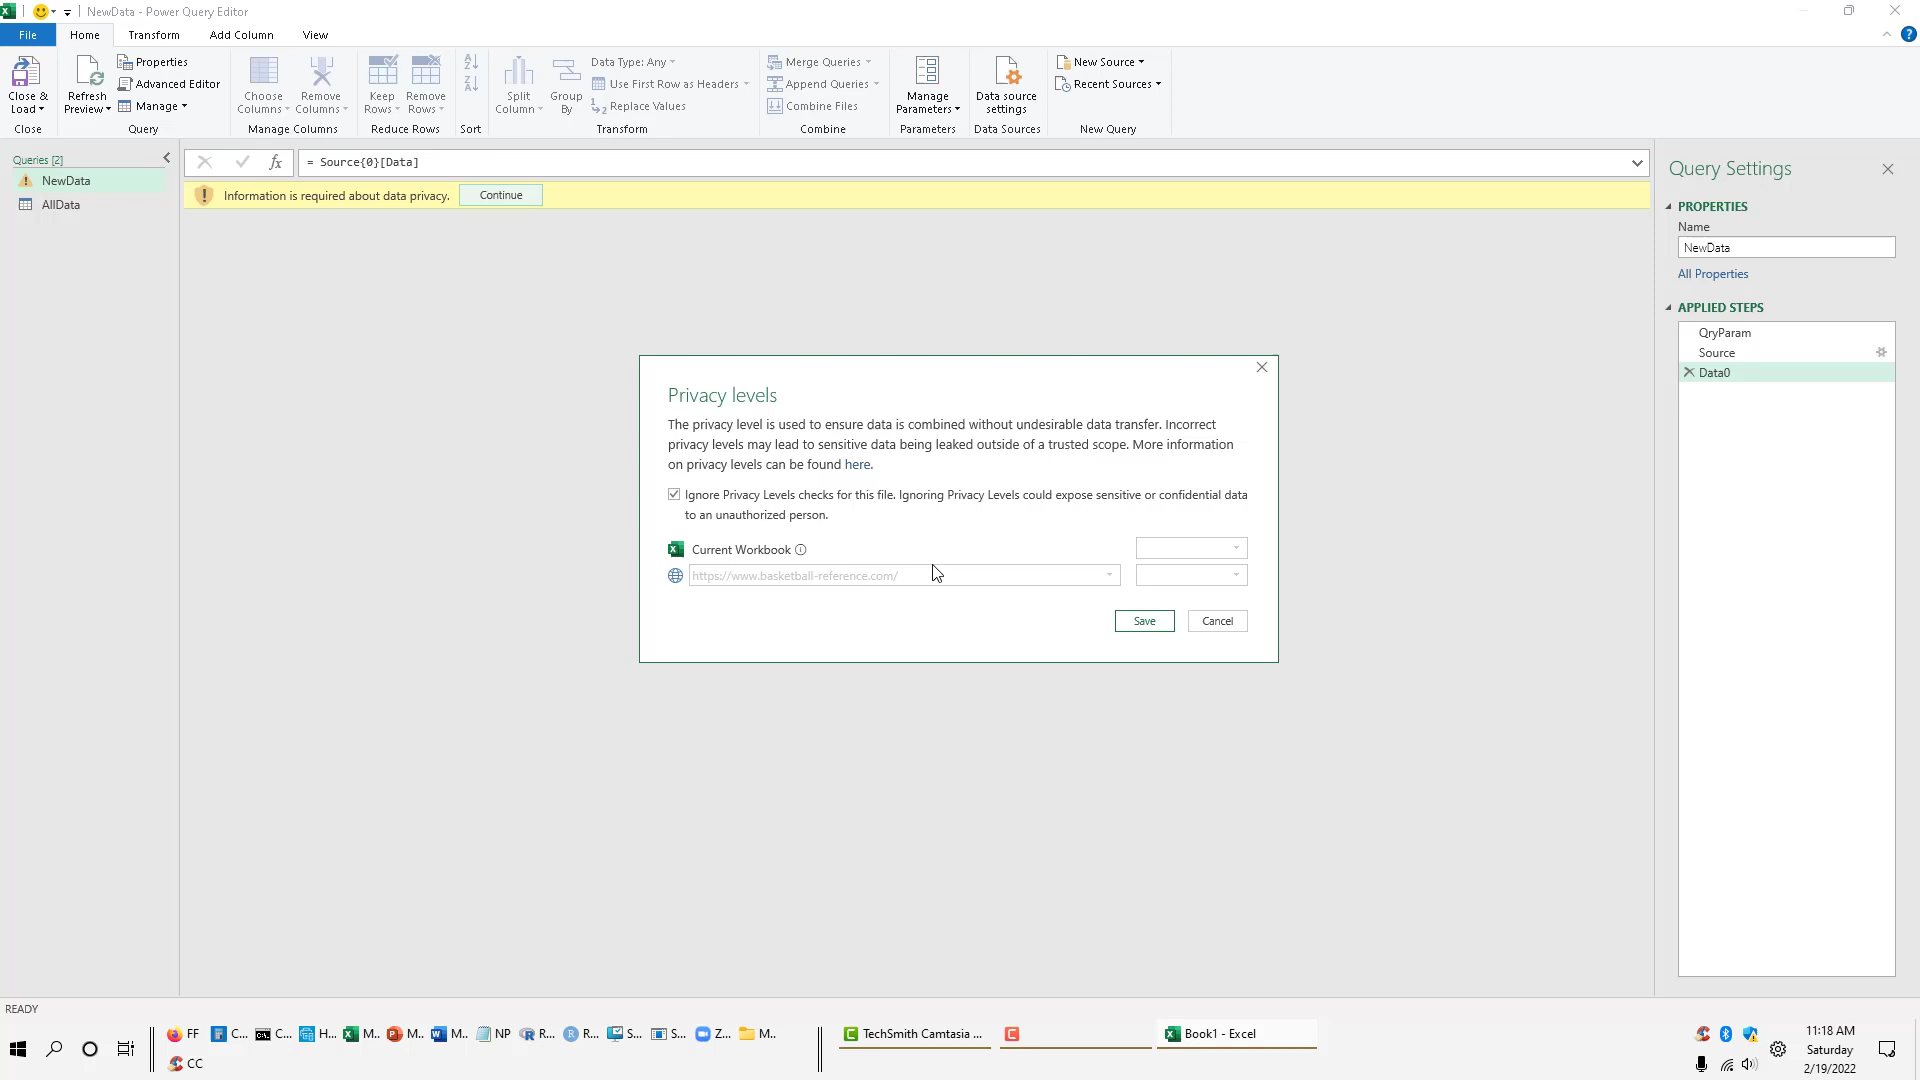 NewData - Power Query Editor
File
Home
Transform
Add Column
View
Close & Load
Close
Refresh Preview
Properties
Advanced Editor
Manage
Query
Choose Columns
Remove Columns
Manage Columns
Keep Rows
Remove Rows
Reduce Rows
Sort
Split Column
Group By
Data Type: Any
Use First Row as Headers
Replace Values
Transform
Merge Queries
Append Queries
Combine Files
Combine
Manage Parameters
Parameters
Data source settings
Data Sources
New Source
Recent Sources
New Query
Queries [2]
NewData
AllData
fx
= Source{0}[Data]
Information is required about data privacy.
Continue
Privacy levels
The privacy level is used to ensure data is combined without undesirable data transfer. Incorrect
privacy levels may lead to sensitive data being leaked outside of a trusted scope. More information
on privacy levels can be found here.
Ignore Privacy Levels checks for this file. Ignoring Privacy Levels could expose sensitive or confidential data
to an unauthorized person.
Current Workbook
https://www.basketball-reference.com/
Save
Cancel
Query Settings
PROPERTIES
Name
NewData
All Properties
APPLIED STEPS
QryParam
Source
Data0
READY
FF
C...
C...
H...
M..
M..
M..
NP
R...
R...
S...
S...
Z...
M..
CC
TechSmith Camtasia ...
Book1 - Excel
11:18 AM
Saturday
2/19/2022